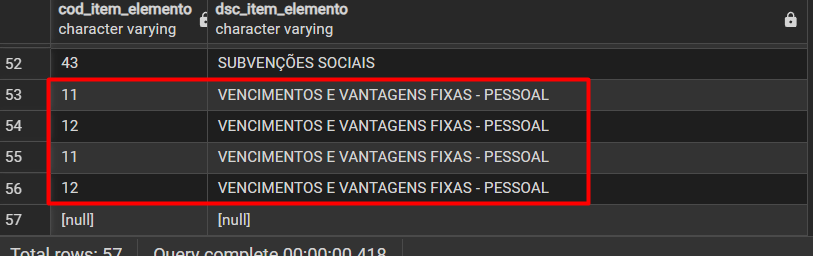 cod_item_elemento dsc_item_elemento
character varying character varying
52 43 SUBVENÇÕES SOCIAIS
53 11 VENCIMENTOS E VANTAGENS FIXAS - PESSOAL
54 12 VENCIMENTOS E VANTAGENS FIXAS - PESSOAL
55 11 VENCIMENTOS E VANTAGENS FIXAS - PESSOAL
56 12 VENCIMENTOS E VANTAGENS FIXAS - PESSOAL
57 [null] [null]
Total rows: 57 Query complete 00:00:00.418